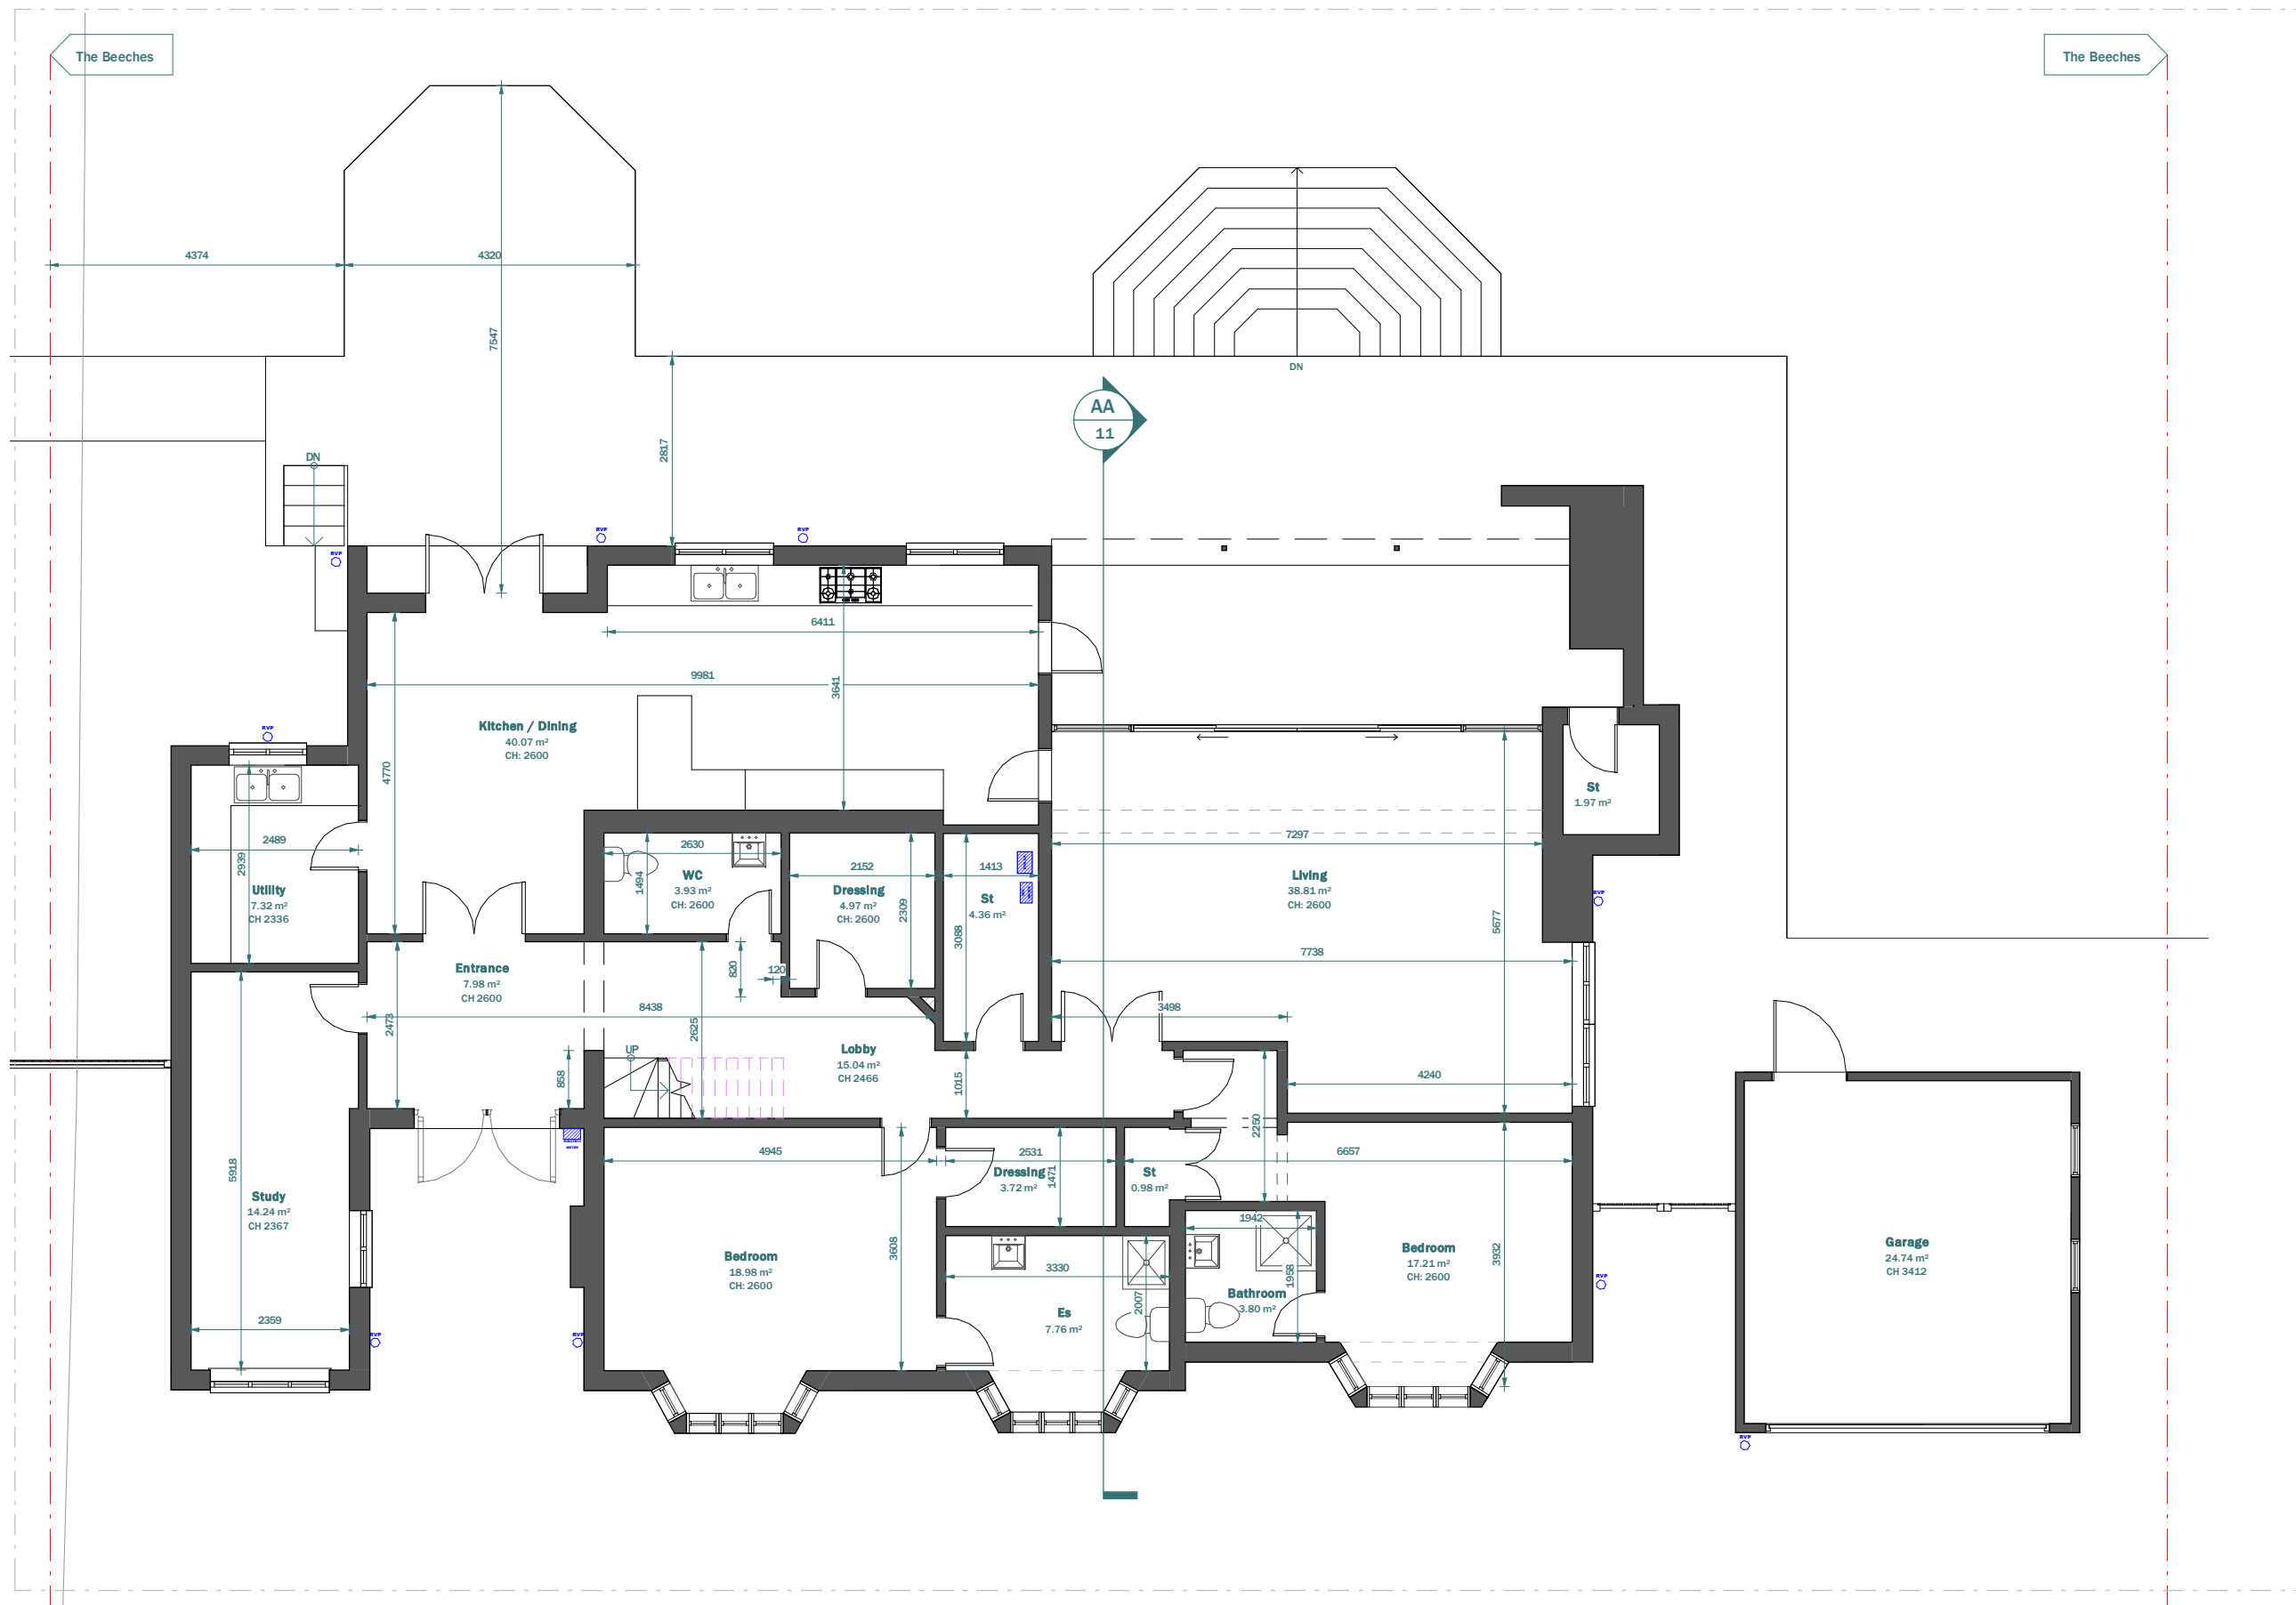 The Beeches
The Beeches
4374
4320
7547
2817
DN
AA
11
DN
RVP
RVP
RVP
6411
9981
3641
Kitchen / Dining
40.07 m²
CH: 2600
4770
RVP
2489
2939
Utility
7.32 m²
CH 2336
2630
1494
WC
3.93 m²
CH: 2600
2152
Dressing
4.97 m²
CH: 2600
2309
1413
St
4.36 m²
3088
7297
Living
38.81 m²
CH: 2600
5677
7738
St
1.97 m²
RVP
Entrance
7.98 m²
CH 2600
2473
820
120
8438
2625
3498
UP
858
Lobby
15.04 m²
CH 2466
1015
4240
2250
5918
Study
14.24 m²
CH 2367
2359
4945
2531
Dressing
3.72 m²
1471
St
0.98 m²
6657
3608
Bedroom
18.98 m²
CH: 2600
3330
2007
Es
7.76 m²
1942
1958
Bathroom
3.80 m²
Bedroom
17.21 m²
CH: 2600
3932
RVP
RVP
RVP
Garage
24.74 m²
CH 3412
RVP